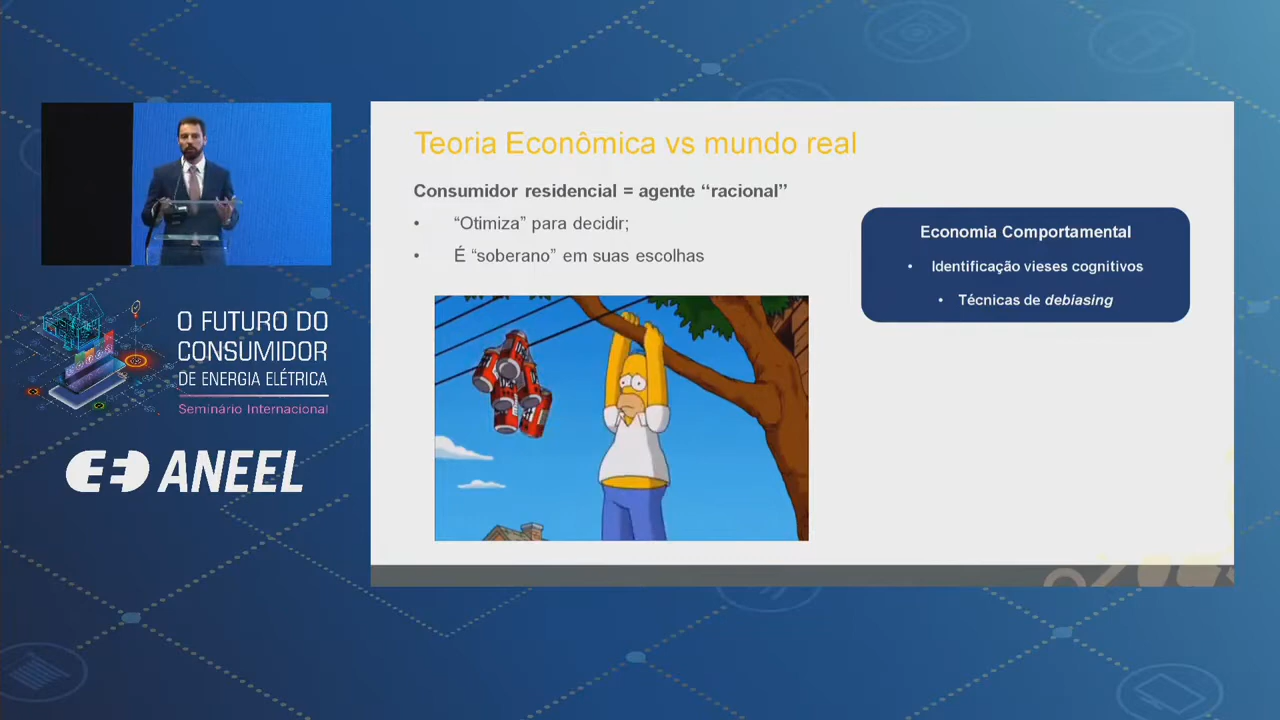 Teoria Econômica vs mundo real
Consumidor residencial = agente “racional”
• “Otimiza” para decidir;
• É “soberano” em suas escolhas
Economia Comportamental
• Identificação vieses cognitivos
• Técnicas de debiasing
O FUTURO DO
CONSUMIDOR
DE ENERGIA ELÉTRICA
Seminário Internacional
ANEEL